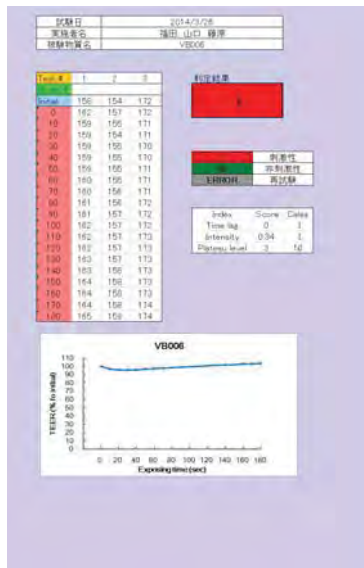 試験日 2014/3/26
実施者名 福田 山口 藤原
被験物質名 VB006
Test # 1 2 3
判定結果
Initial 156 154 172
0 162 157 172
10 159 155 171
20 159 154 171
30 159 155 170
40 159 155 170
50 159 155 171
60 160 155 171
70 160 156 171
80 161 156 172
90 161 157 172
100 162 157 172
110 162 157 173
120 162 157 173
130 163 157 173
140 163 158 173
150 164 158 173
160 164 158 173
170 164 158 174
180 165 159 174
刺激性
非刺激性
ERROR 再試験
Index Score Calss
Time lag 0 1
Intensity 0.94 1
Plateau level 3 10
VB006
TEER (% to initial)
110
100
90
80
70
60
50
40
30
20
10
0
0 20 40 60 80 100 120 140 160 180
Exposing time (sec)